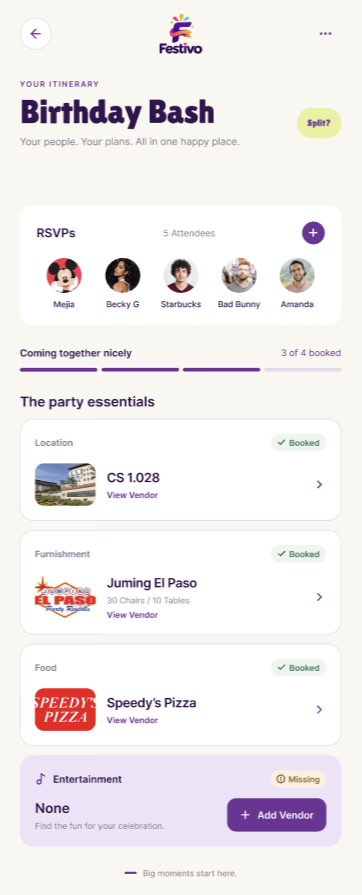 Festivo
YOUR ITINERARY
Birthday Bash
Split?
Your people. Your plans. All in one happy place.
RSVPs
5 Attendees
Mejia
Becky G
Starbucks
Bad Bunny
Amanda
Coming together nicely
3 of 4 booked
The party essentials
Location
Booked
CS 1.028
View Vendor
Furnishment
Booked
JUMPING
EL PASO
Party Rentals
Juming El Paso
30 Chairs / 10 Tables
View Vendor
Food
Booked
SPEEDY'S
PIZZA
Speedy's Pizza
View Vendor
Entertainment
Missing
None
Find the fun for your celebration.
+ Add Vendor
Big moments start here.